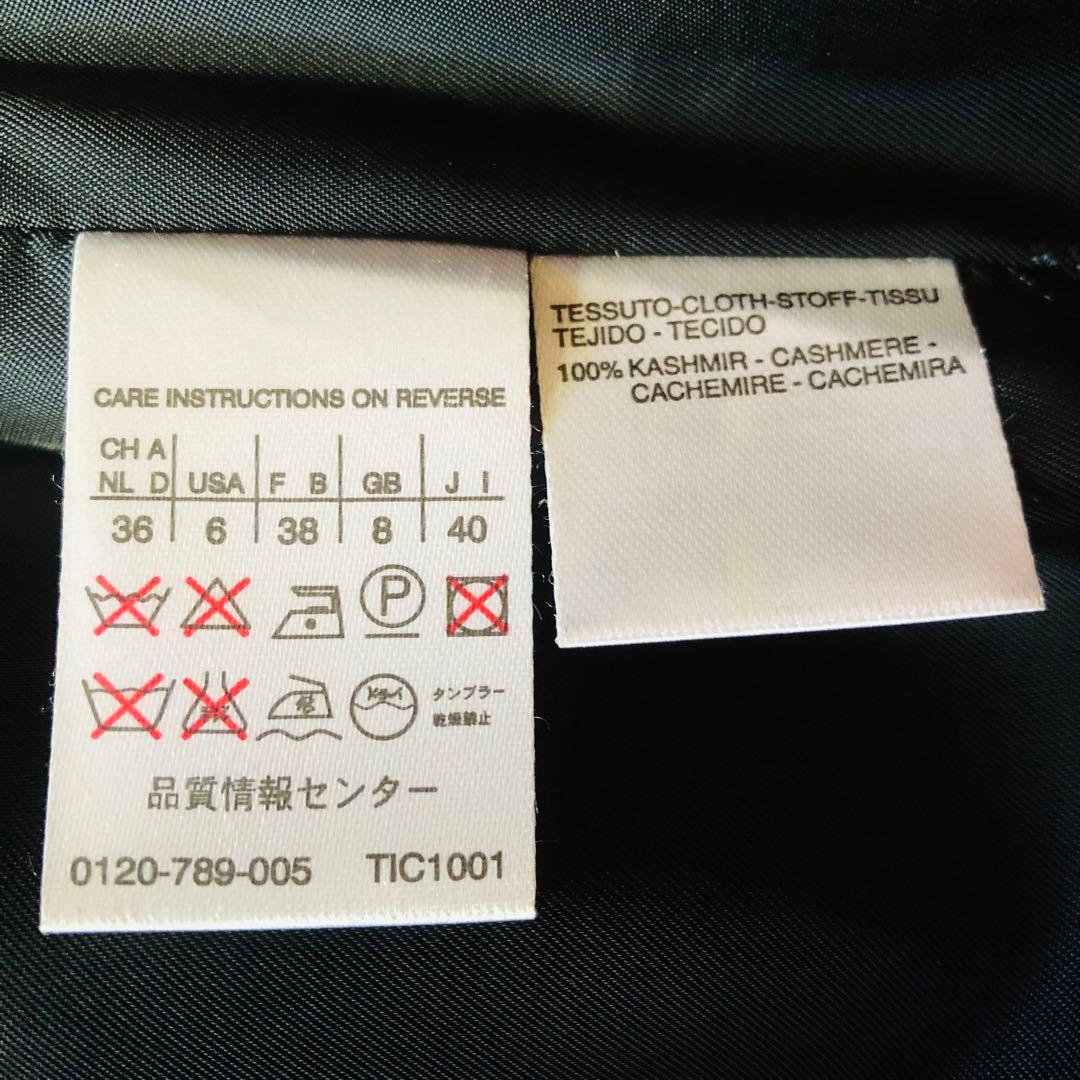 CARE INSTRUCTIONS ON REVERSE
CH A
NL D USA F B GB J I
36 6 38 8 40
P
ドライ タンブラー
乾燥禁止
品質情報センター
0120-789-005 TIC1001
TESSUTO-CLOTH-STOFF-TISSU
TEJIDO - TECIDO
100% KASHMIR - CASHMERE -
CACHEMIRE - CACHEMIRA